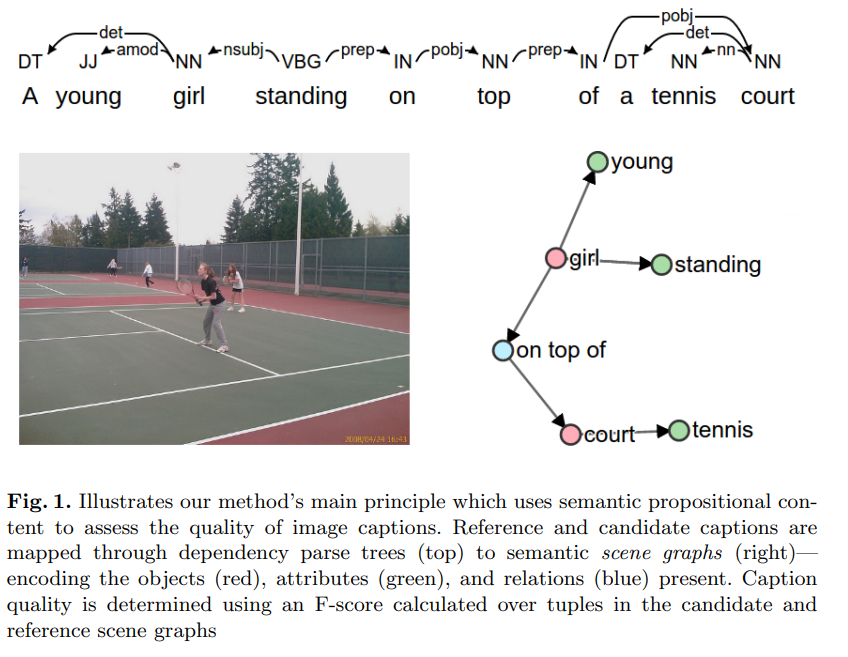 det pobj det
amod nsubj prep pobj prep nn
DT JJ NN VBG IN NN IN DT NN NN
A young girl standing on top of a tennis court
young
girl standing
on top of
court tennis
2008/04/24 16:43
Fig. 1. Illustrates our method's main principle which uses semantic propositional con-
tent to assess the quality of image captions. Reference and candidate captions are
mapped through dependency parse trees (top) to semantic scene graphs (right)—
encoding the objects (red), attributes (green), and relations (blue) present. Caption
quality is determined using an F-score calculated over tuples in the candidate and
reference scene graphs